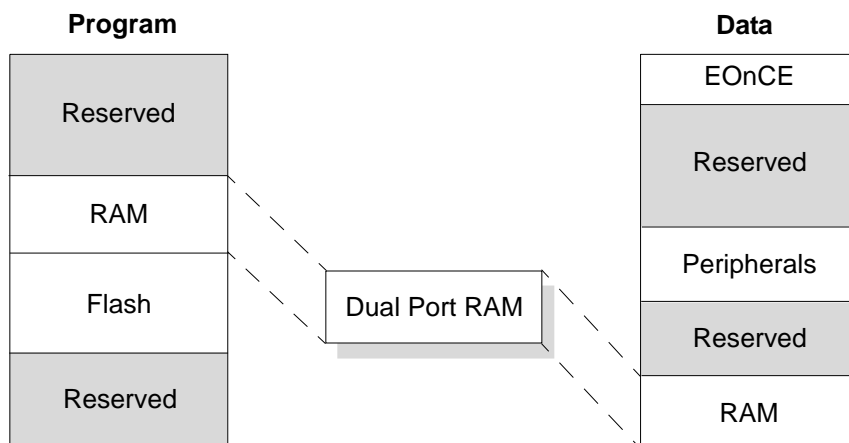 Program
Reserved
RAM
Flash
Reserved
Dual Port RAM
Data
EOnCE
Reserved
Peripherals
Reserved
RAM